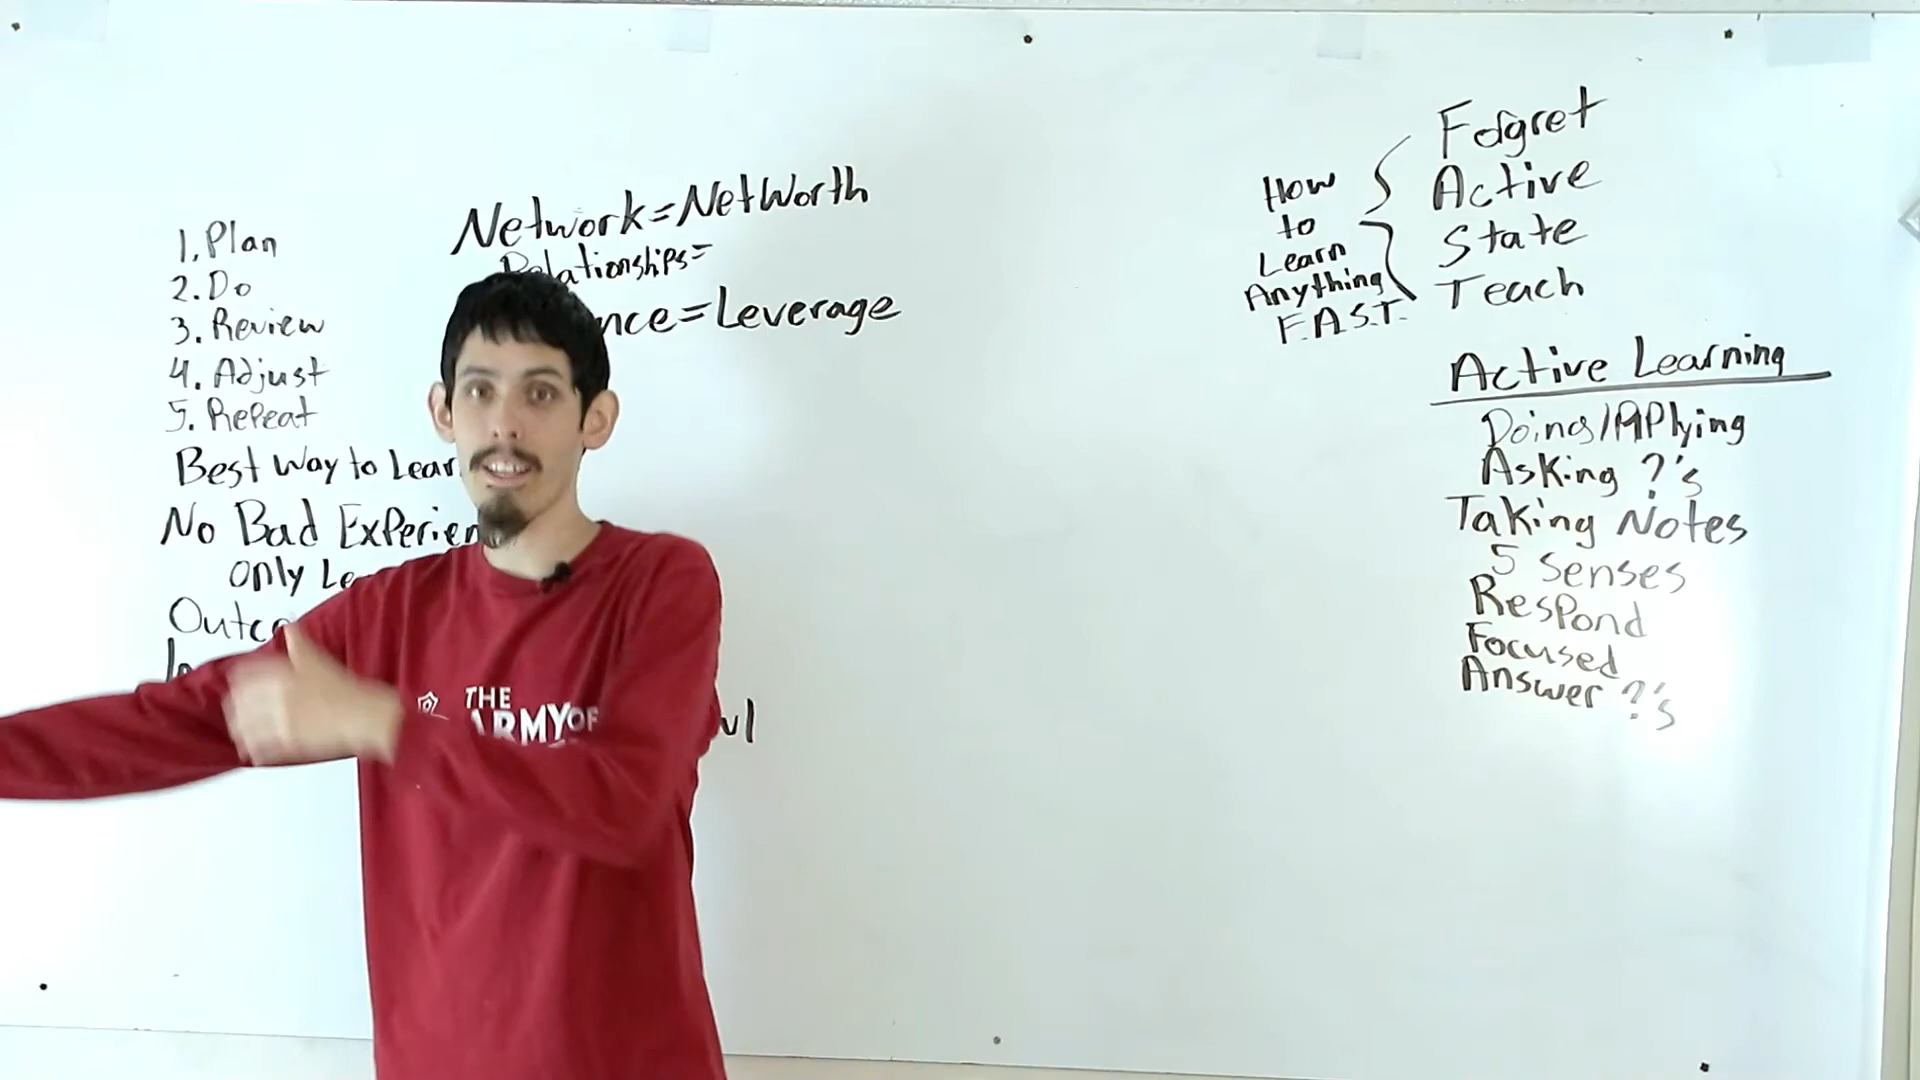 1. Plan
2. Do
3. Review
4. Adjust
5. Repeat
Best Way to Lear
No Bad Experien
only Le
Outco
Network=NetWorth
Relationships=
nce=Leverage
How
to
Learn
Anything
F.A.S.T.
Fofgret
Active
State
Teach
Active Learning
Doing/Applying
Asking ?'s
Taking Notes
5 Senses
Respond
Focused
Answer ?'s
THE
ARMY OF